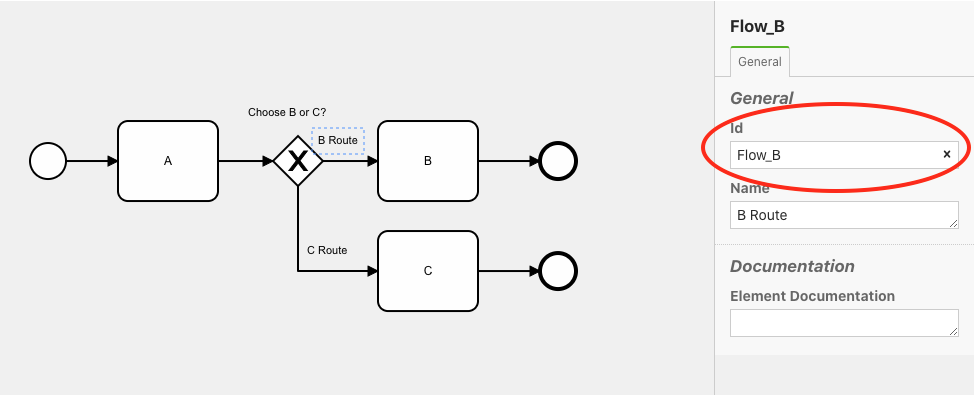 Choose B or C?
A
B Route
B
C Route
C
Flow_B
General
General
Id
Flow_B
Name
B Route
Documentation
Element Documentation